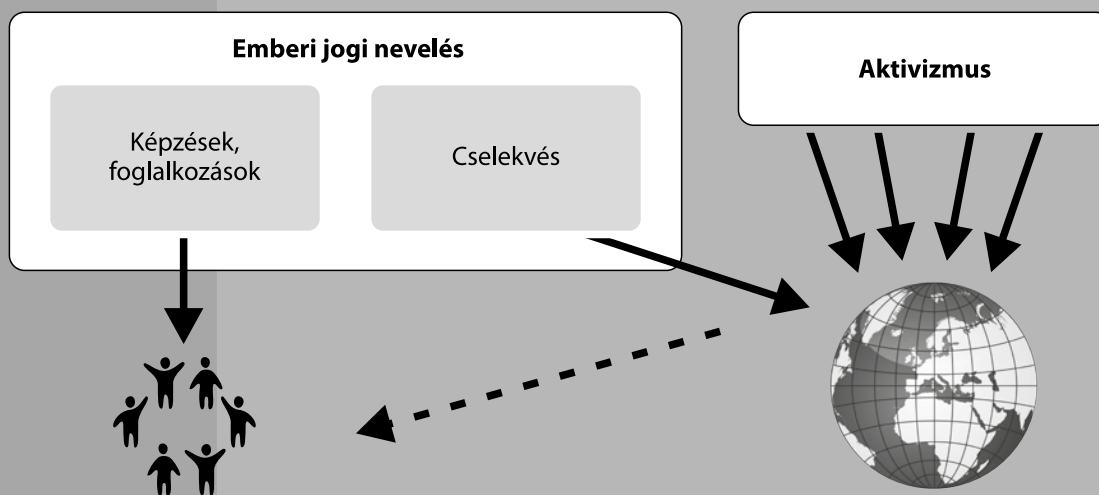 Emberi jogi nevelés
Képzések,
foglalkozások
Cselekvés
Aktivizmus